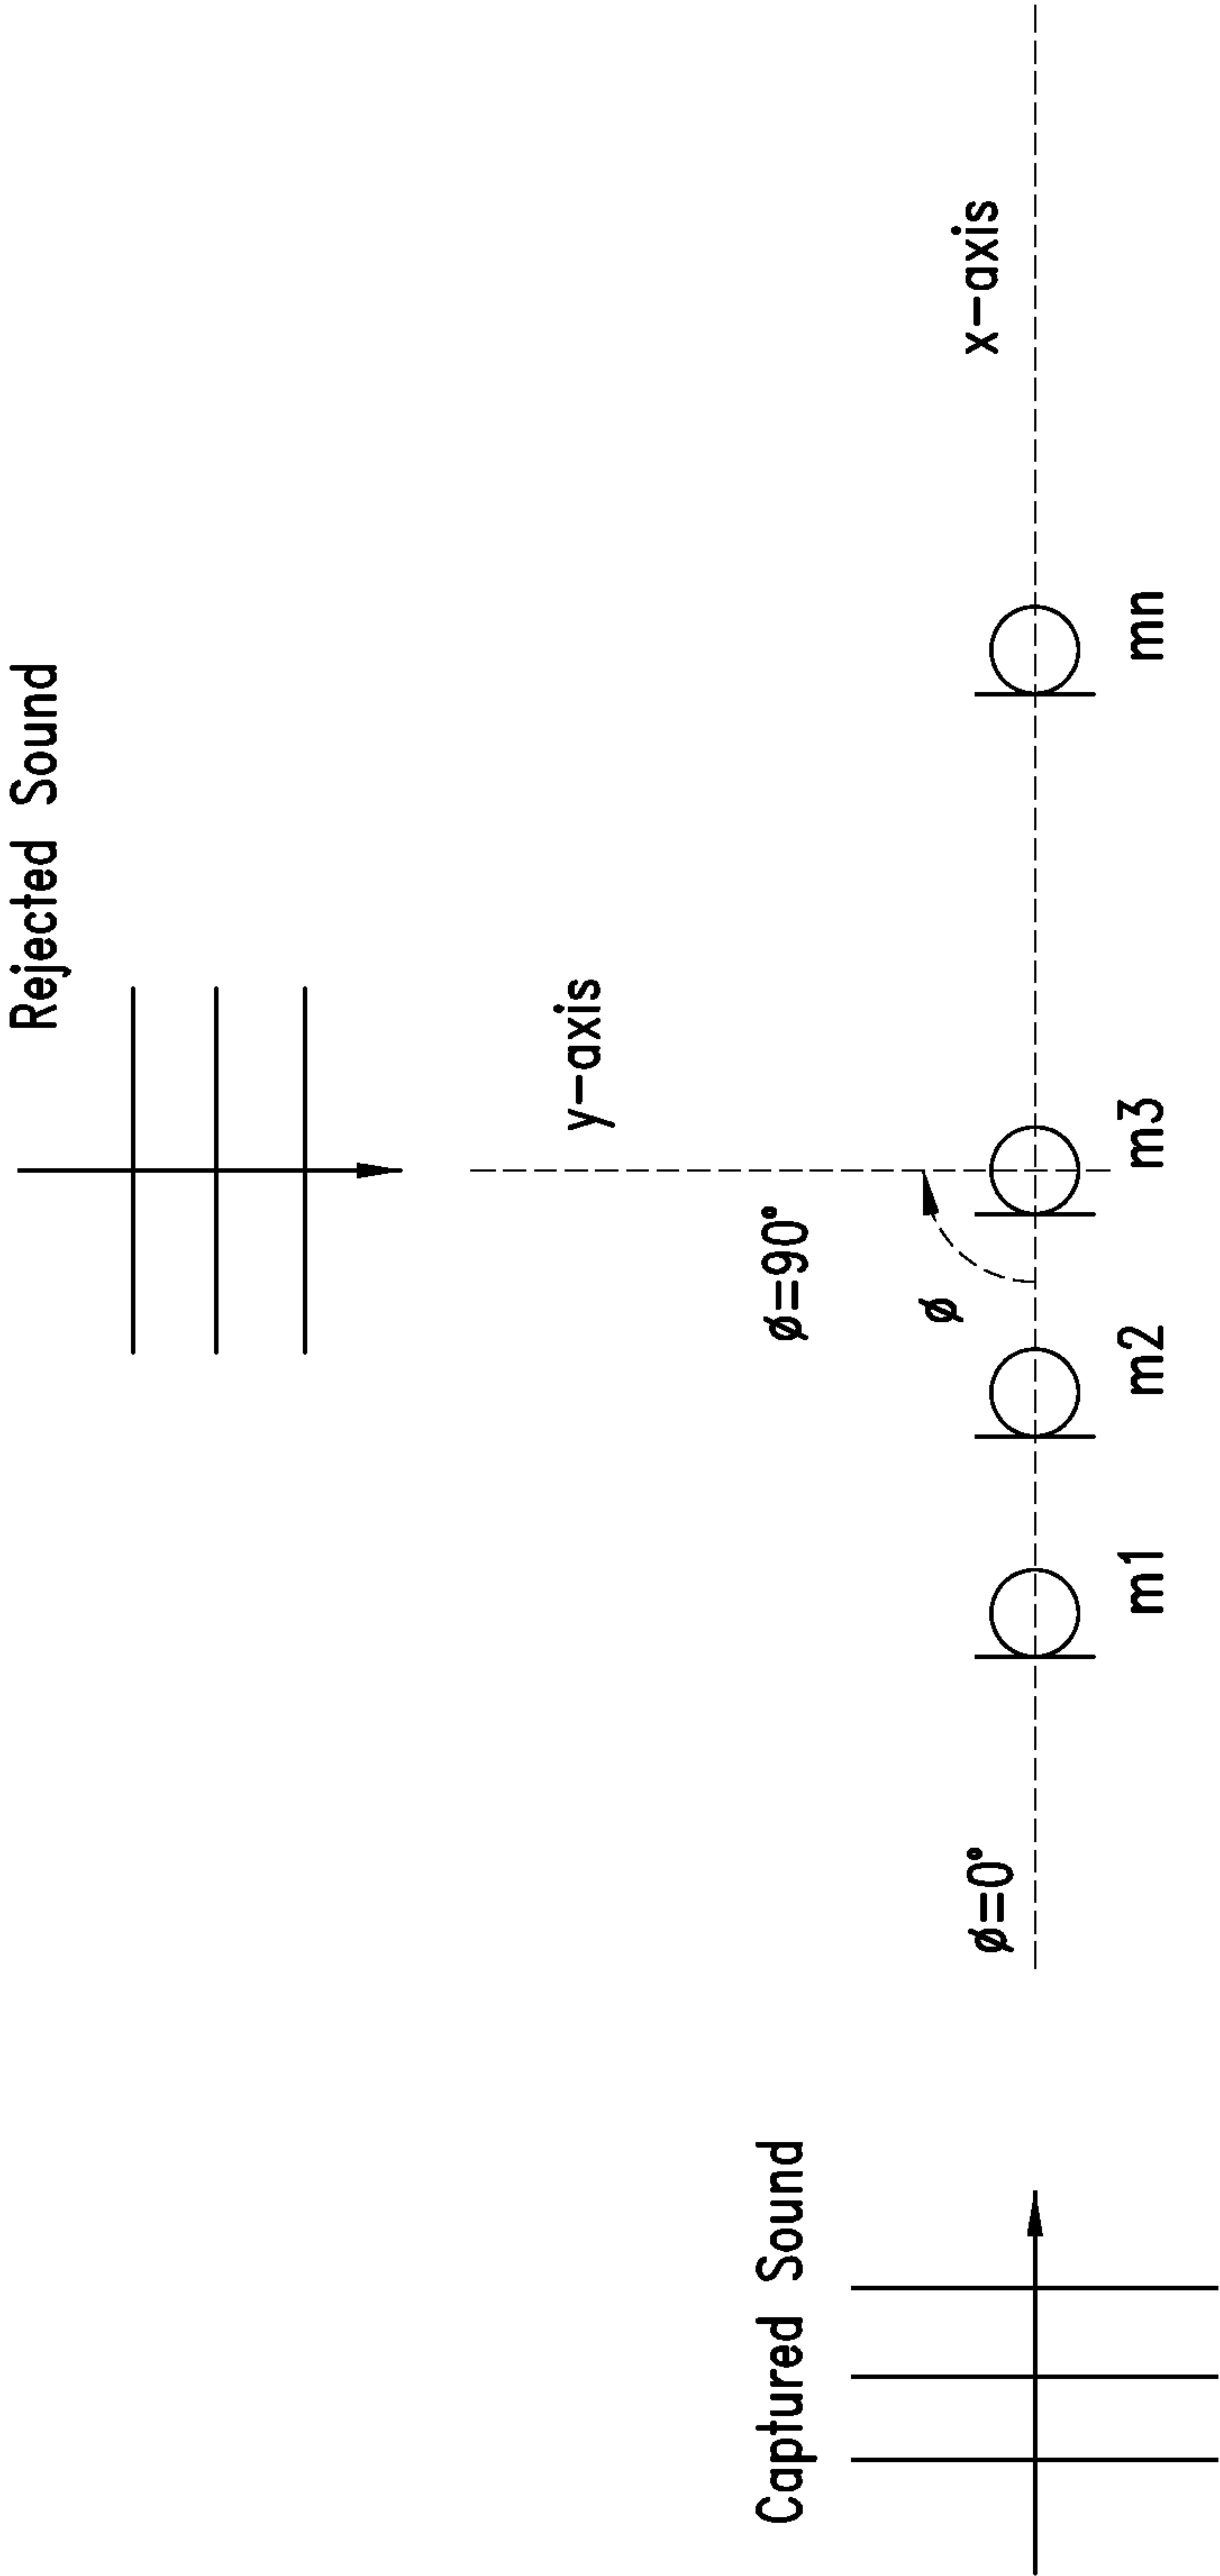 Rejected Sound
y-axis
Captured Sound
ø=90°
ø
x-axis
ø=0°
m1
m2
m3
mn